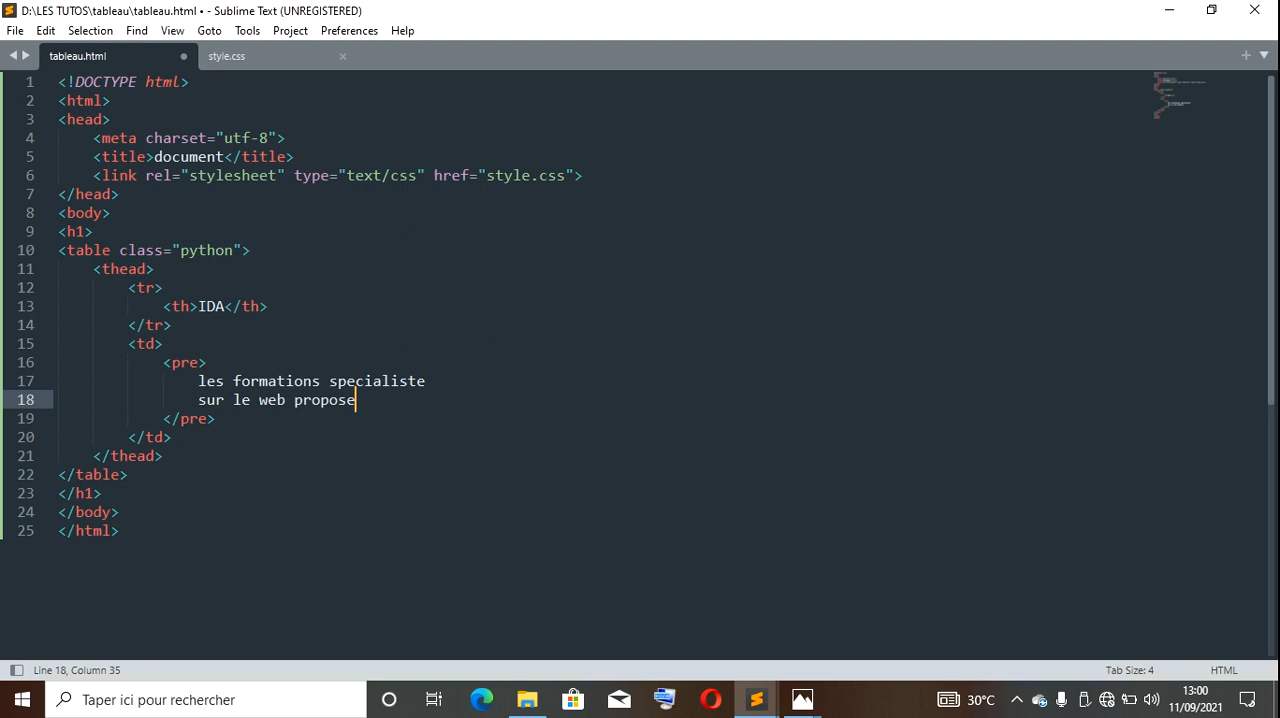 D:\LES TUTOS\tableau\tableau.html • - Sublime Text (UNREGISTERED)
File Edit Selection Find View Goto Tools Project Preferences Help
tableau.html style.css
1 <!DOCTYPE html>
2 <html>
3 <head>
4 <meta charset="utf-8">
5 <title>document</title>
6 <link rel="stylesheet" type="text/css" href="style.css">
7 </head>
8 <body>
9 <h1>
10 <table class="python">
11 <thead>
12 <tr>
13 <th>IDA</th>
14 </tr>
15 <td>
16 <pre>
17 les formations specialiste
18 sur le web propose
19 </pre>
20 </td>
21 </thead>
22 </table>
23 </h1>
24 </body>
25 </html>
Line 18, Column 35 Tab Size: 4 HTML
Taper ici pour rechercher 30°C 13:00
11/09/2021